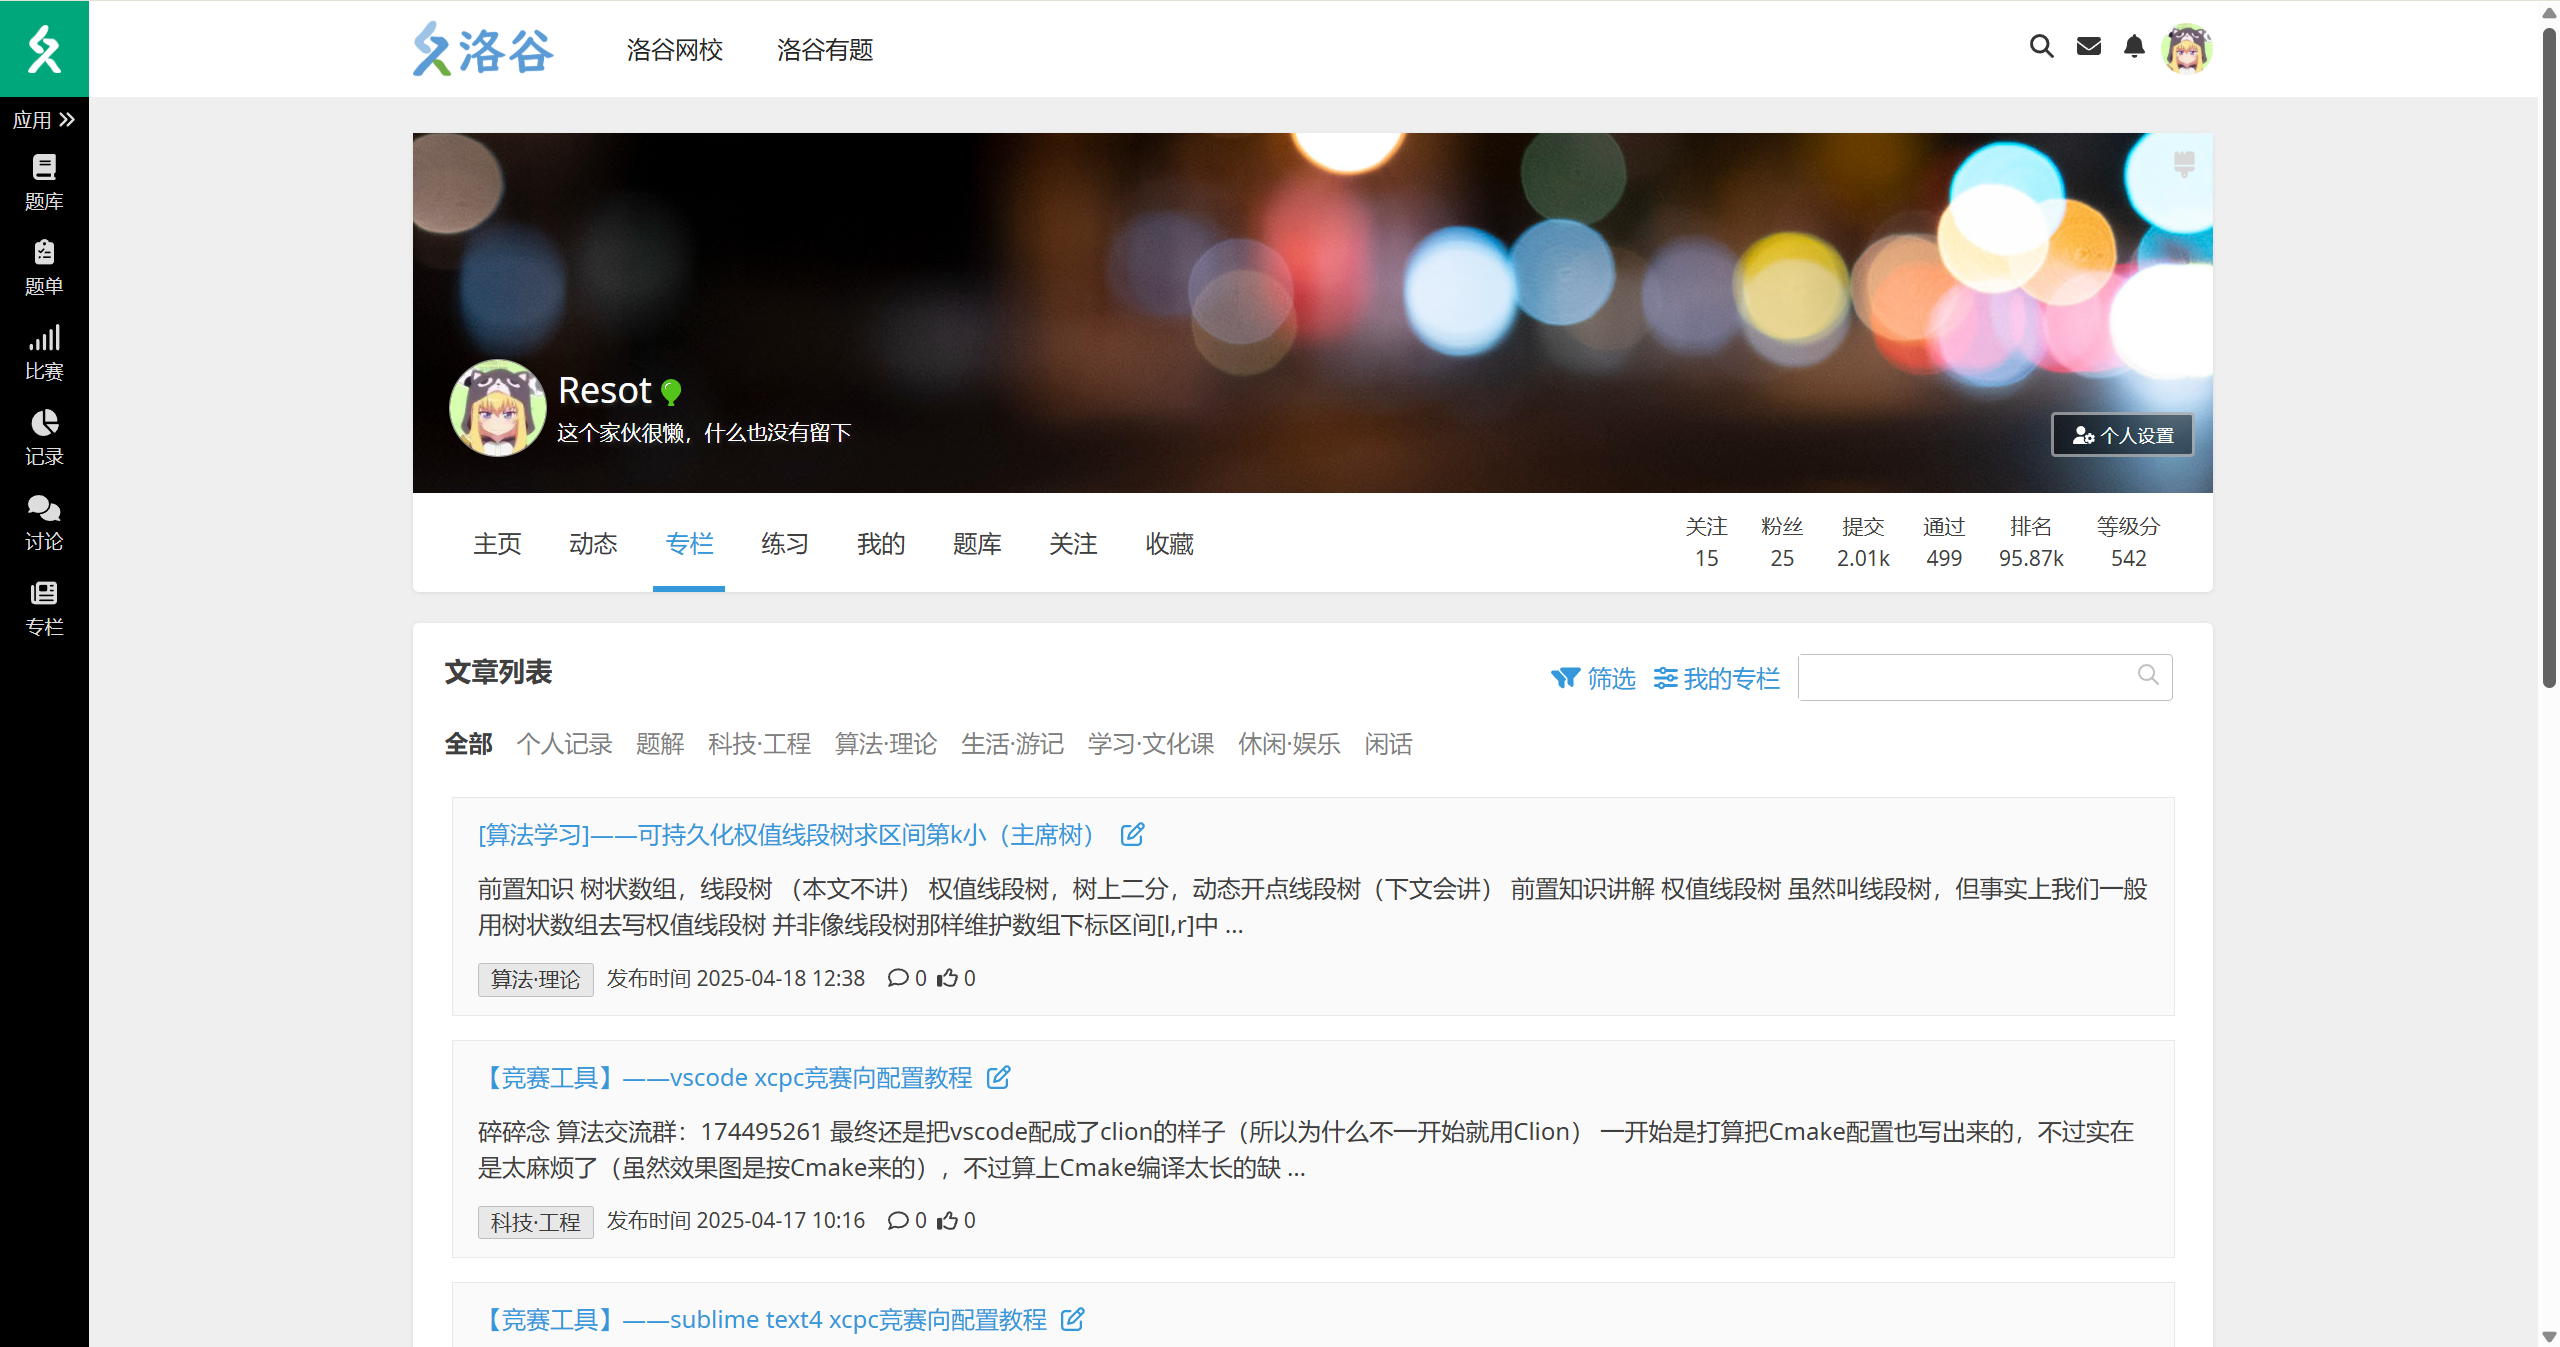 洛谷 洛谷网校 洛谷有题
应用
题库
题单
比赛
记录
讨论
专栏
Resot
这个家伙很懒，什么也没有留下
个人设置
主页 动态 专栏 练习 我的 题库 关注 收藏
关注 粉丝 提交 通过 排名 等级分
15 25 2.01k 499 95.87k 542
文章列表
筛选 我的专栏
全部 个人记录 题解 科技·工程 算法·理论 生活·游记 学习·文化课 休闲·娱乐 闲话
[算法学习]——可持久化权值线段树求区间第k小（主席树）
前置知识 树状数组，线段树 （本文不讲） 权值线段树，树上二分，动态开点线段树（下文会讲） 前置知识讲解 权值线段树 虽然叫线段树，但事实上我们一般
用树状数组去写权值线段树 并非像线段树那样维护数组下标区间[l,r]中 ...
算法·理论 发布时间 2025-04-18 12:38 0 0
【竞赛工具】——vscode xcpc竞赛向配置教程
碎碎念 算法交流群：174495261 最终还是把vscode配成了clion的样子（所以为什么不一开始就用Clion） 一开始是打算把Cmake配置也写出来的，不过实在
是太麻烦了（虽然效果图是按Cmake来的），不过算上Cmake编译太长的缺 ...
科技·工程 发布时间 2025-04-17 10:16 0 0
【竞赛工具】——sublime text4 xcpc竞赛向配置教程